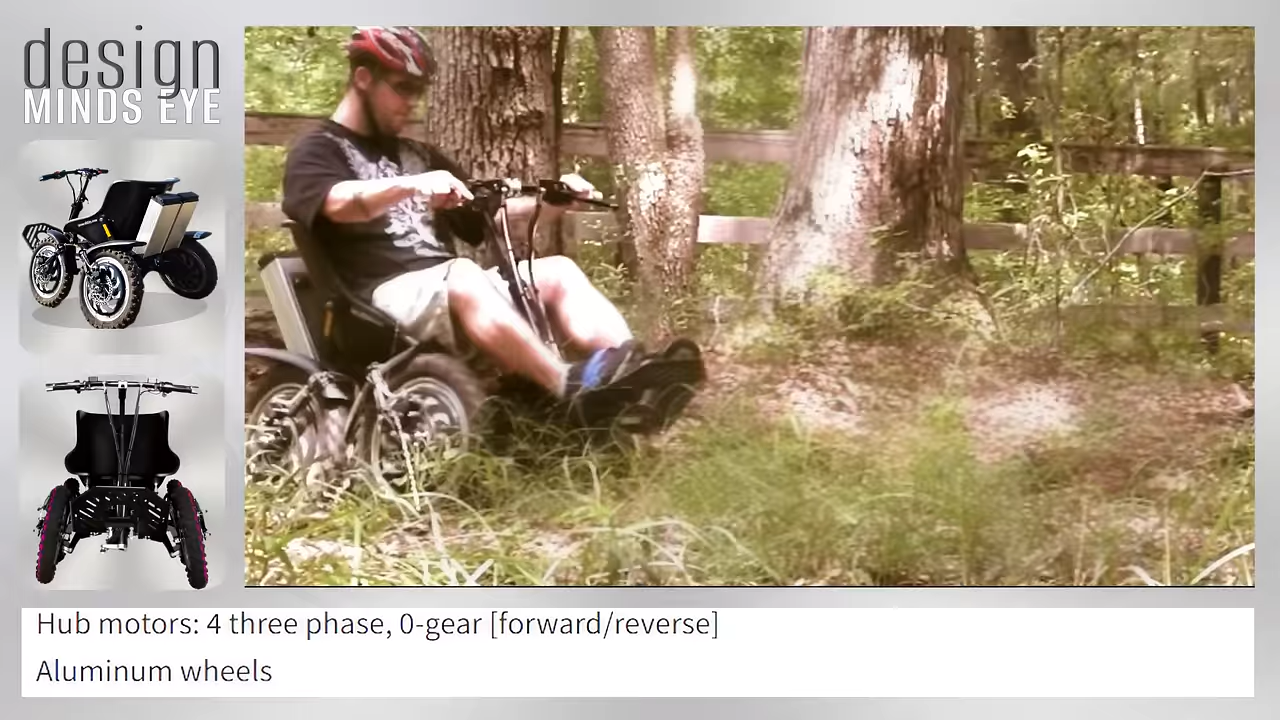 design
MINDS EYE
Hub motors: 4 three phase, 0-gear [forward/reverse]
Aluminum wheels